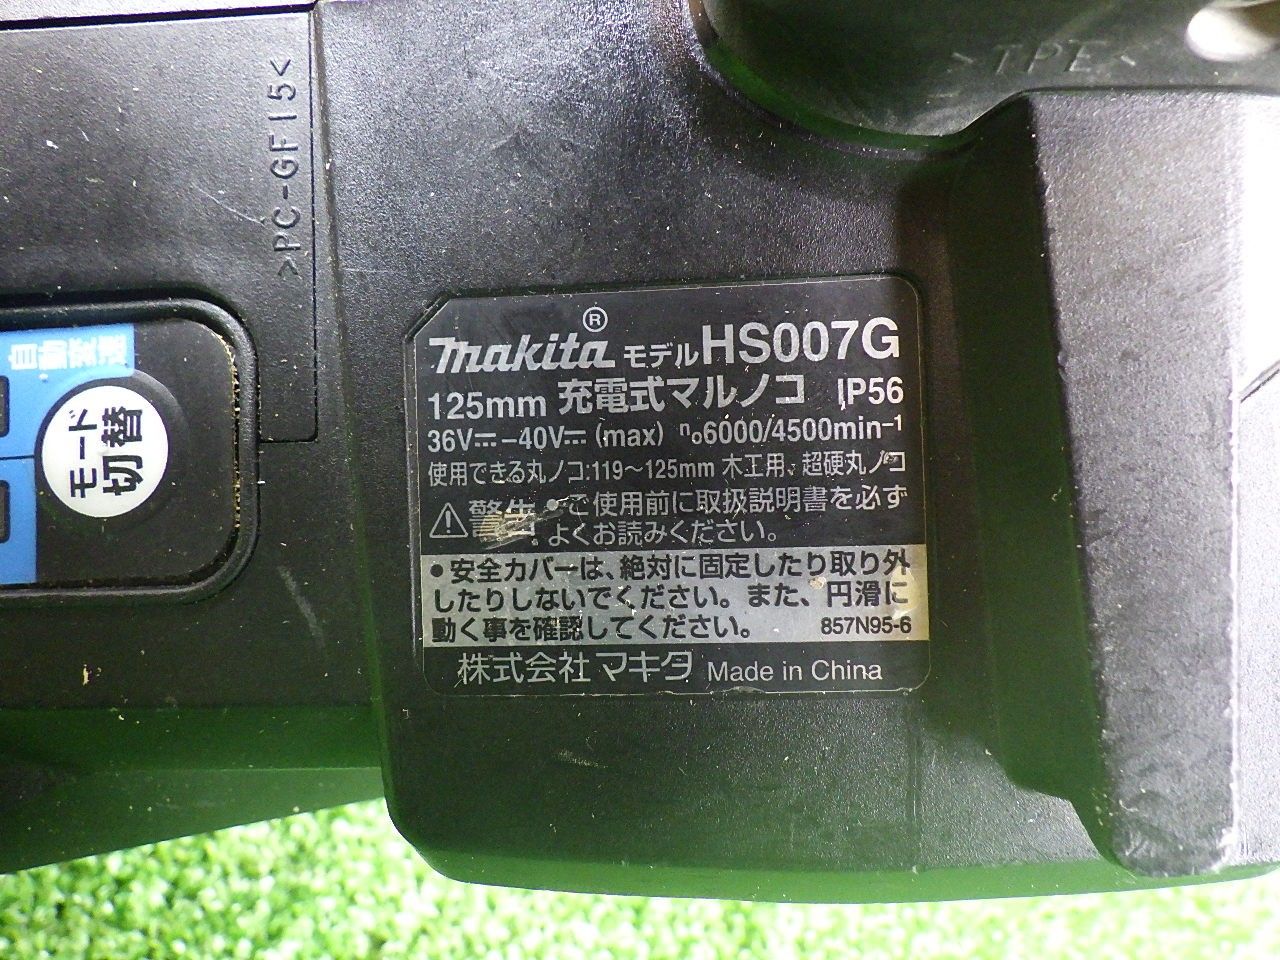 >PC-GF15<
>TPE<
自動変速
モード
切替
makita® モデル HS007G
125mm 充電式マルノコ IP56
36V⎓-40V⎓ (max) n₀6000/4500min⁻¹
使用できる丸ノコ:119～125mm 木工用、超硬丸ノコ
⚠警告 •ご使用前に取扱説明書を必ず
よくお読みください。
•安全カバーは、絶対に固定したり取り外
したりしないでください。また、円滑に
動く事を確認してください。 857N95-6
株式会社 マキタ Made in China